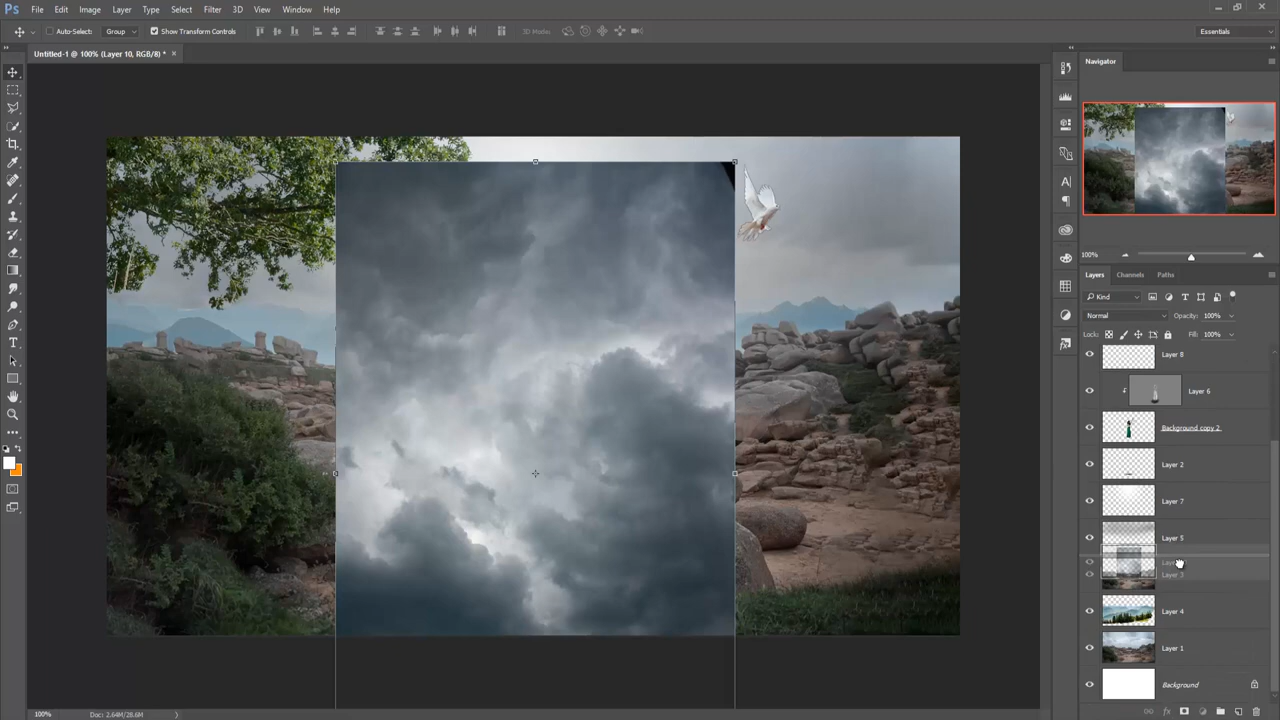 Ps File Edit Image Layer Type Select Filter 3D View Window Help
Auto-Select: Group Show Transform Controls 3D Mode: Essentials
Untitled-1 @ 100% (Layer 10, RGB/8) * ×
Navigator
100%
Layers Channels Paths
Kind
Normal Opacity: 100%
Lock: Fill: 100%
Layer 8
Layer 6
Background copy 2
Layer 2
Layer 7
Layer 5
Layer 3
Layer 4
Layer 1
Background
100% Doc: 2.64M/28.6M